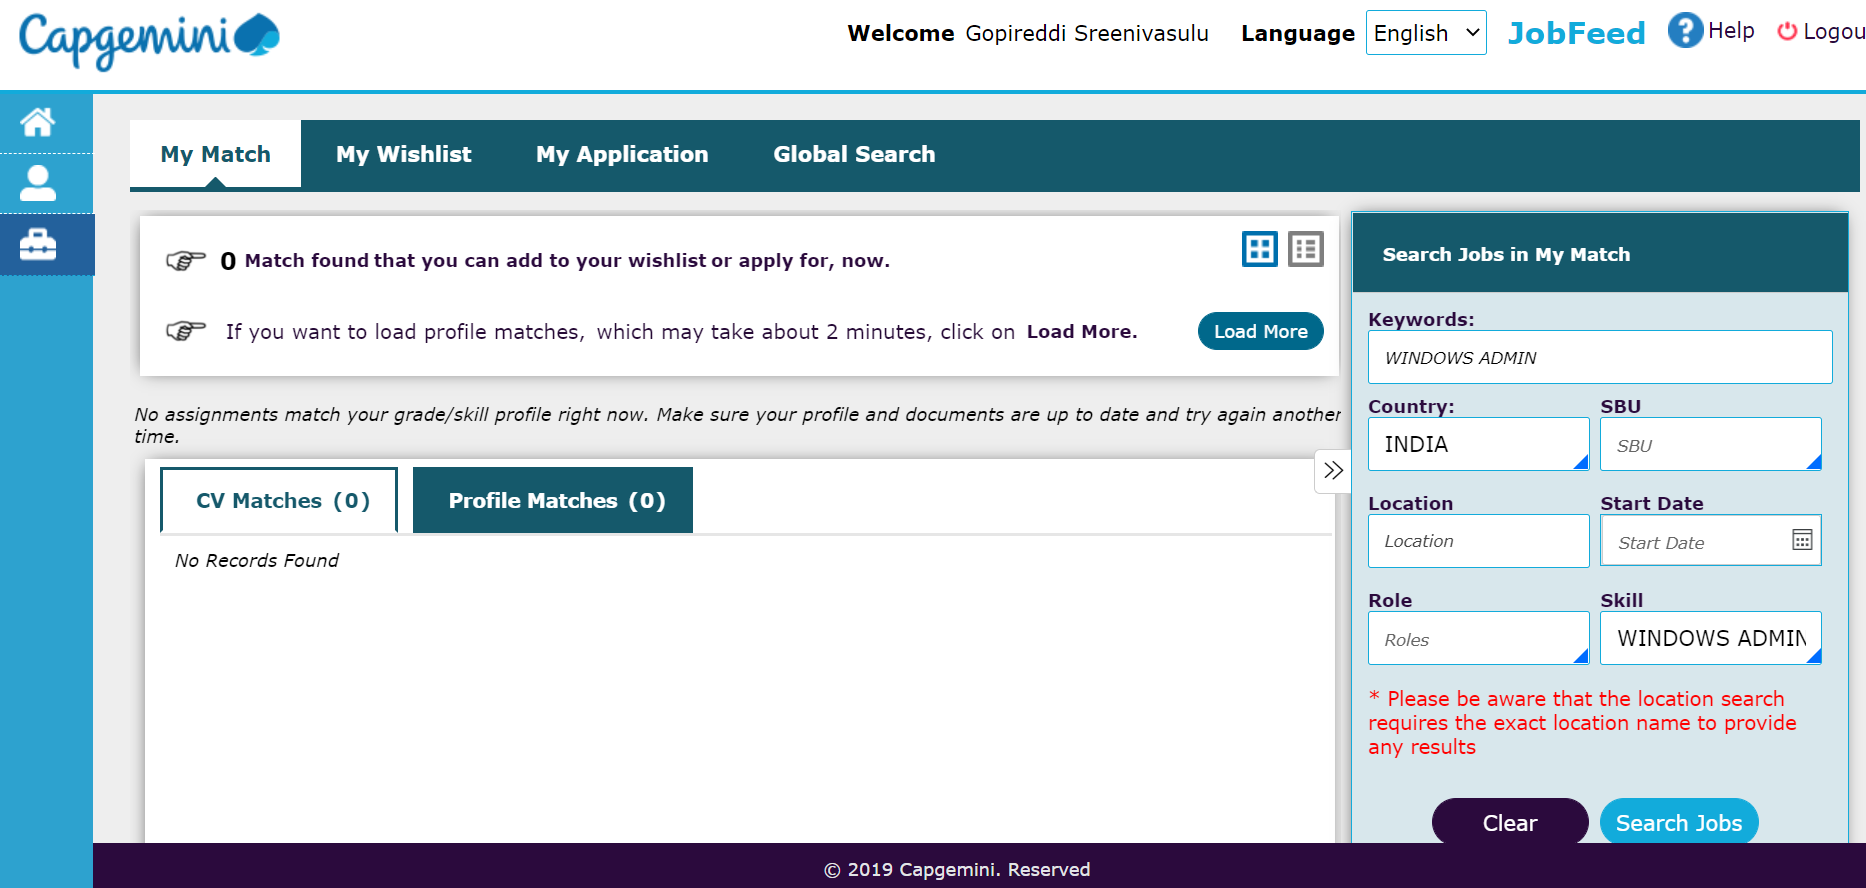 Capgemini
Welcome Gopireddi Sreenivasulu Language English JobFeed ? Help Logou
My Match My Wishlist My Application Global Search
0 Match found that you can add to your wishlist or apply for, now.
If you want to load profile matches, which may take about 2 minutes, click on Load More. Load More
No assignments match your grade/skill profile right now. Make sure your profile and documents are up to date and try again another
time.
CV Matches (0) Profile Matches (0)
No Records Found
Search Jobs in My Match
Keywords:
WINDOWS ADMIN
Country: SBU
INDIA SBU
Location Start Date
Location Start Date
Role Skill
Roles WINDOWS ADMIN
* Please be aware that the location search
requires the exact location name to provide
any results
Clear Search Jobs
© 2019 Capgemini. Reserved